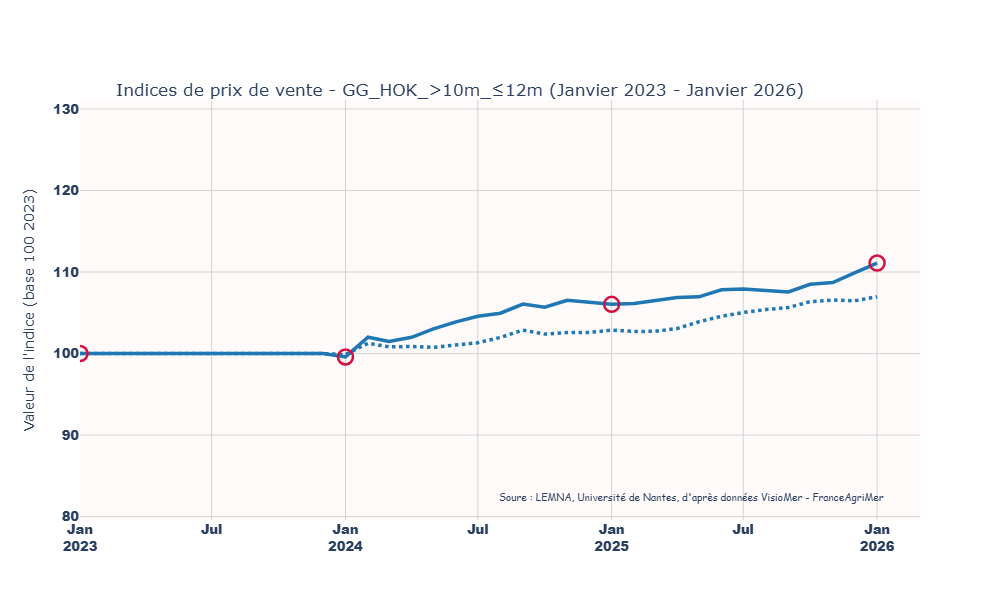 Indices de prix de vente - GG_HOK_>10m_≤12m (Janvier 2023 - Janvier 2026)
Valeur de l'indice (base 100 2023)
130
120
110
100
90
80
Soure : LEMNA, Université de Nantes, d'après données VisioMer - FranceAgriMer
Jan Jul Jan Jul Jan Jul Jan
2023 2024 2025 2026